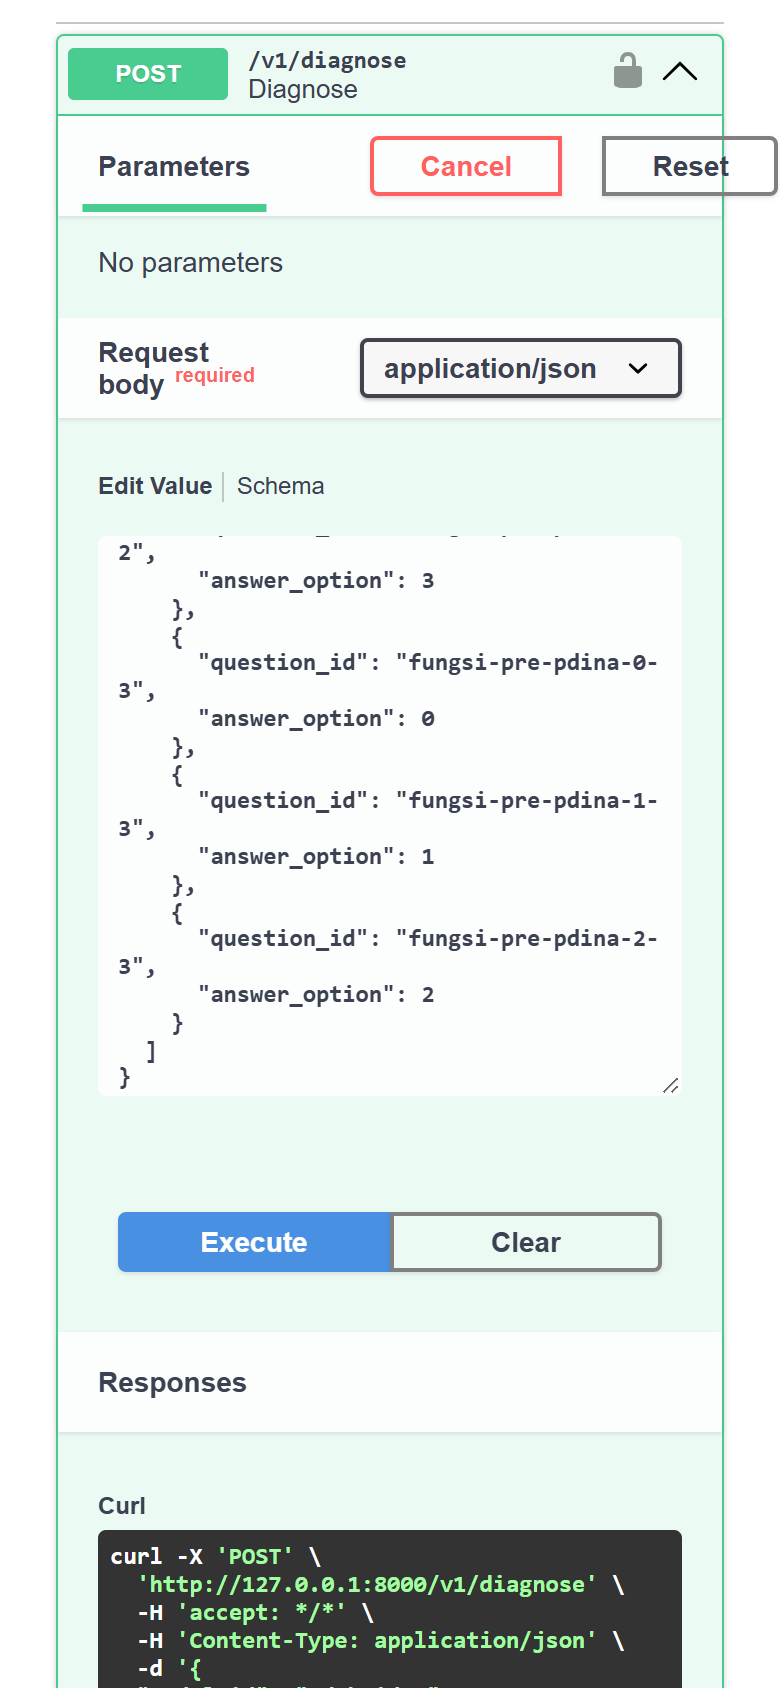 POST
/v1/diagnose
Diagnose
Parameters
Cancel
Reset
No parameters
Request
body required
application/json
Edit Value
Schema
2",
"answer_option": 3
},
{
"question_id": "fungsi-pre-pdina-0-
3",
"answer_option": 0
},
{
"question_id": "fungsi-pre-pdina-1-
3",
"answer_option": 1
},
{
"question_id": "fungsi-pre-pdina-2-
3",
"answer_option": 2
}
]
}
Execute
Clear
Responses
Curl
curl -X 'POST' \
'http://127.0.0.1:8000/v1/diagnose' \
-H 'accept: */*' \
-H 'Content-Type: application/json' \
-d '{